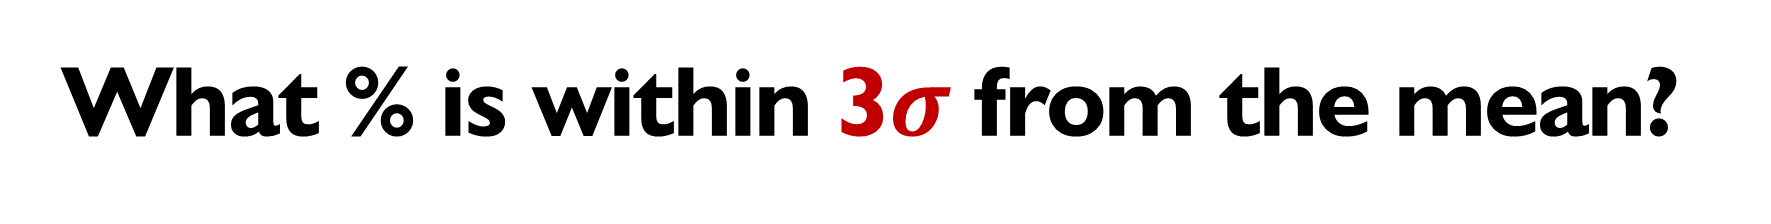 What % is within 3σ from the mean?